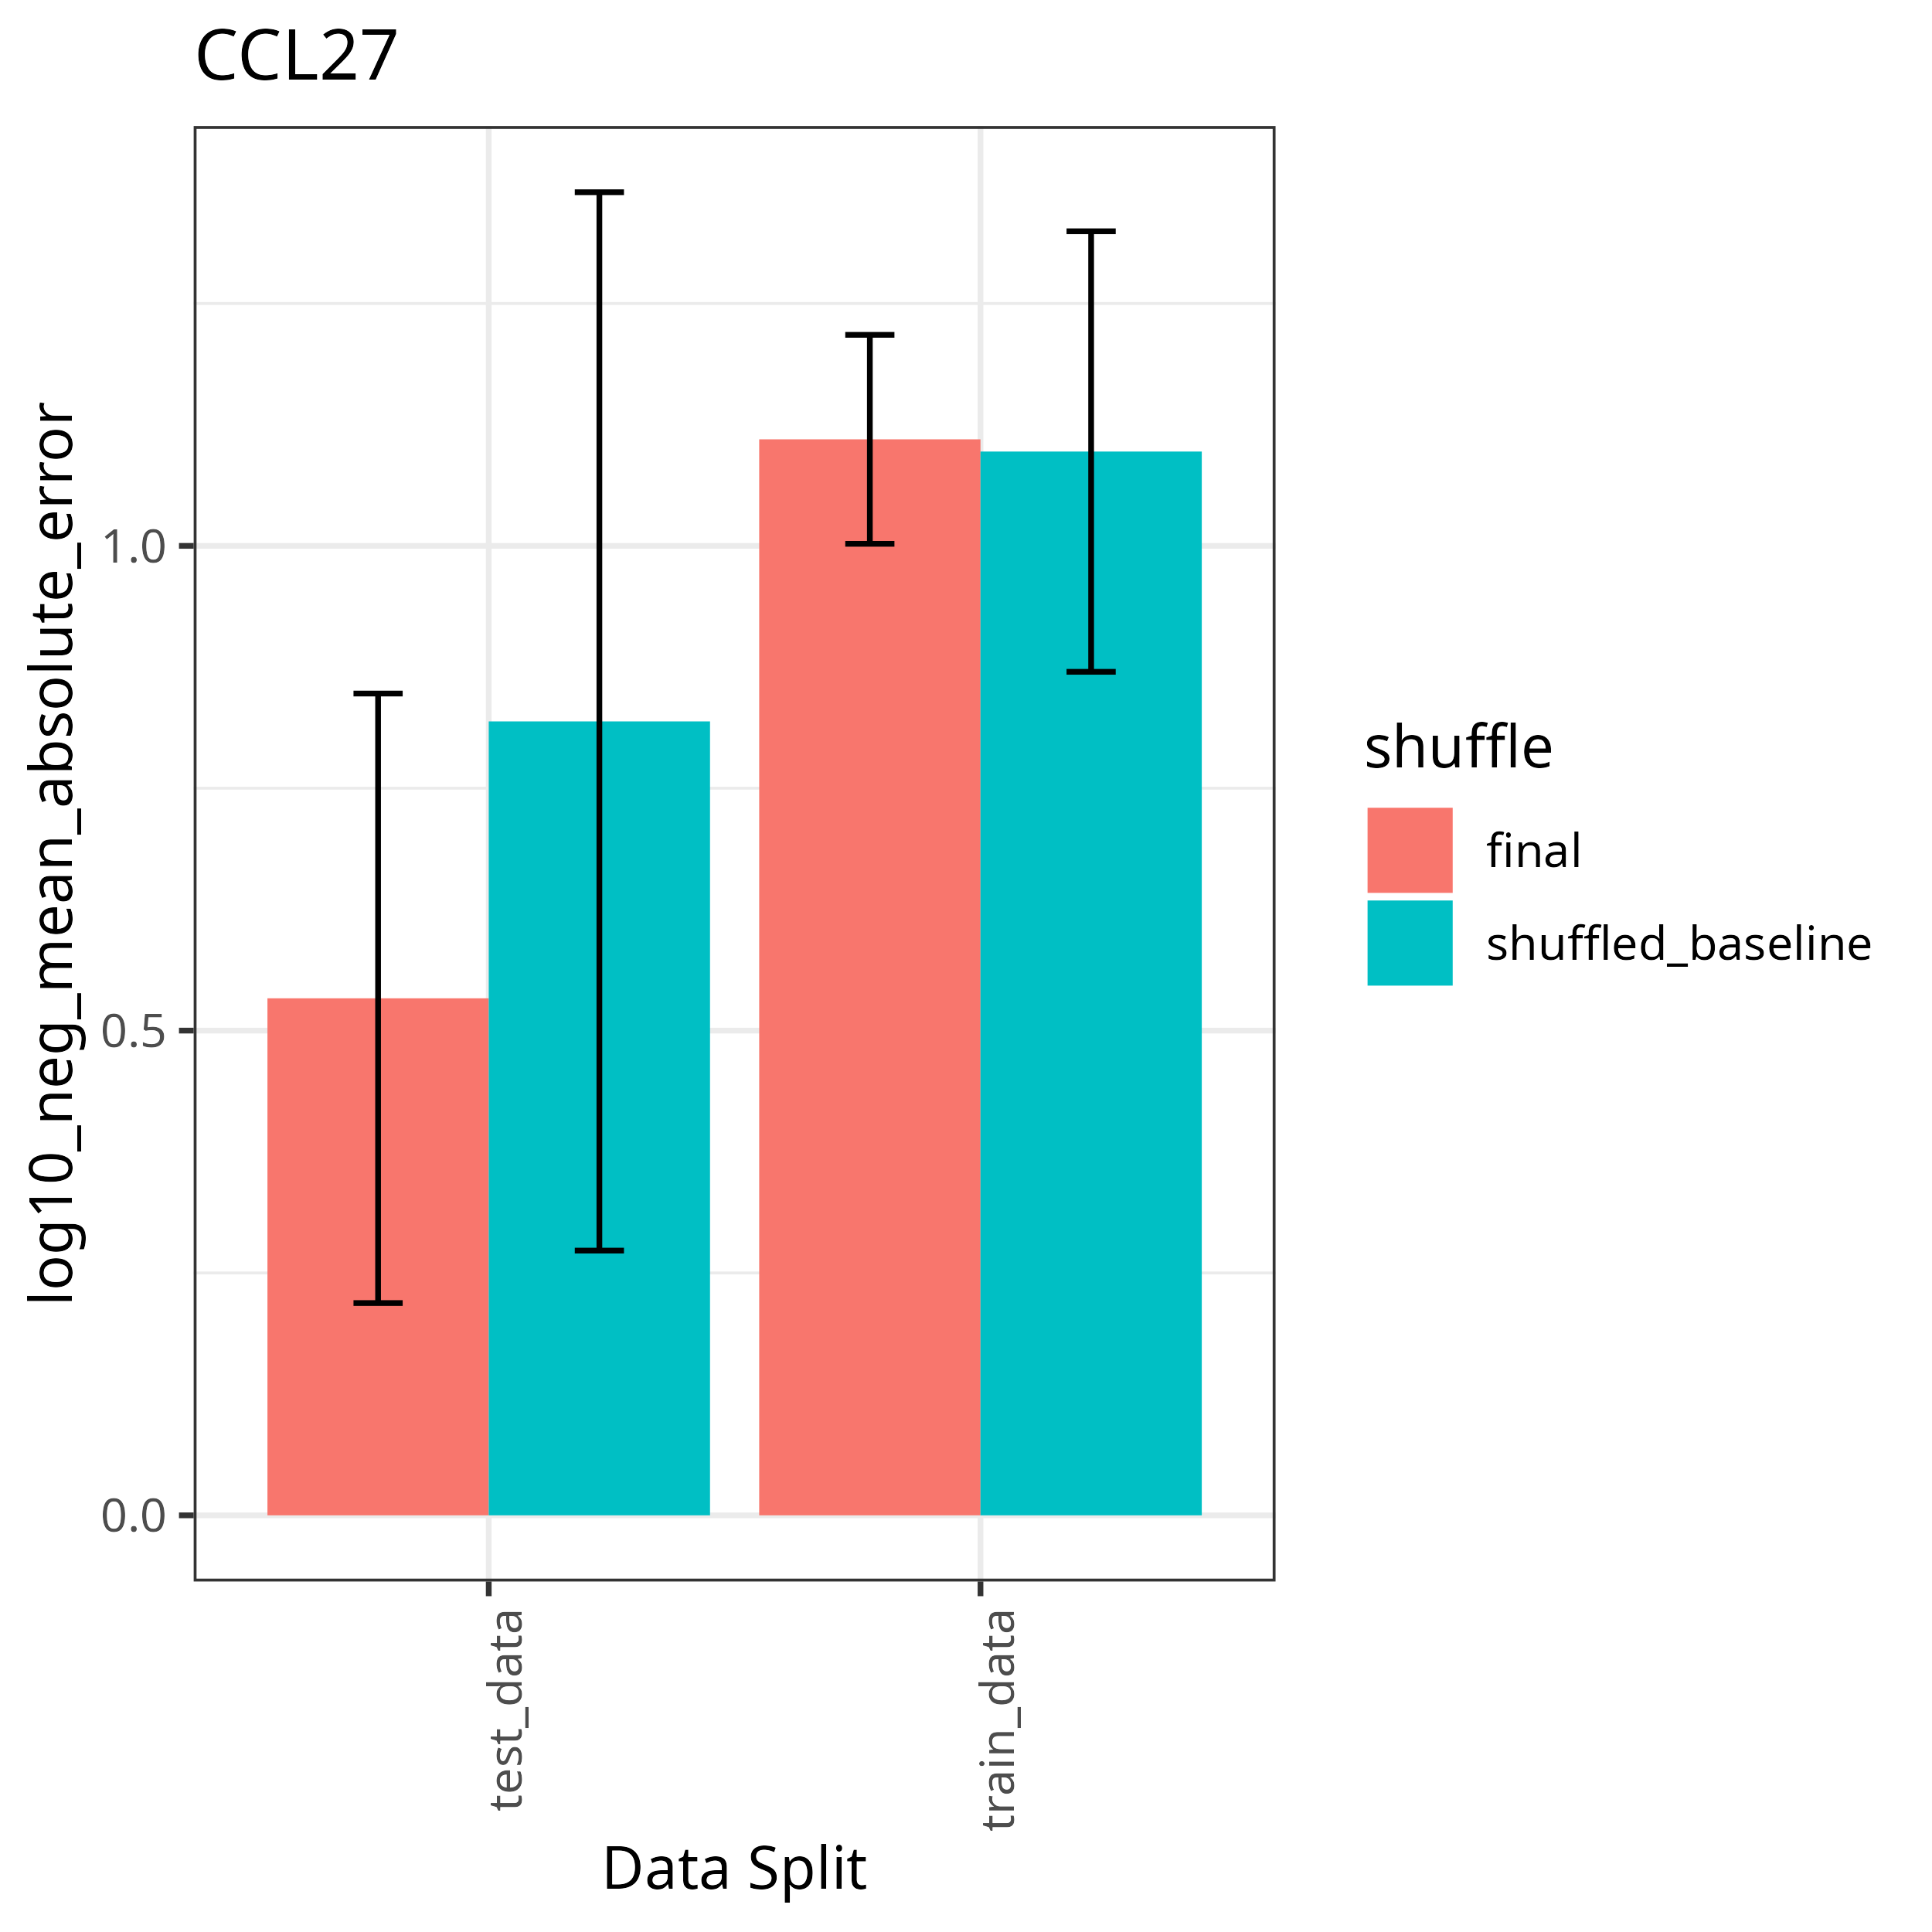 CCL27
log10_neg_mean_absolute_error
1.0
0.5
0.0
test_data
train_data
Data Split
shuffle
final
shuffled_baseline